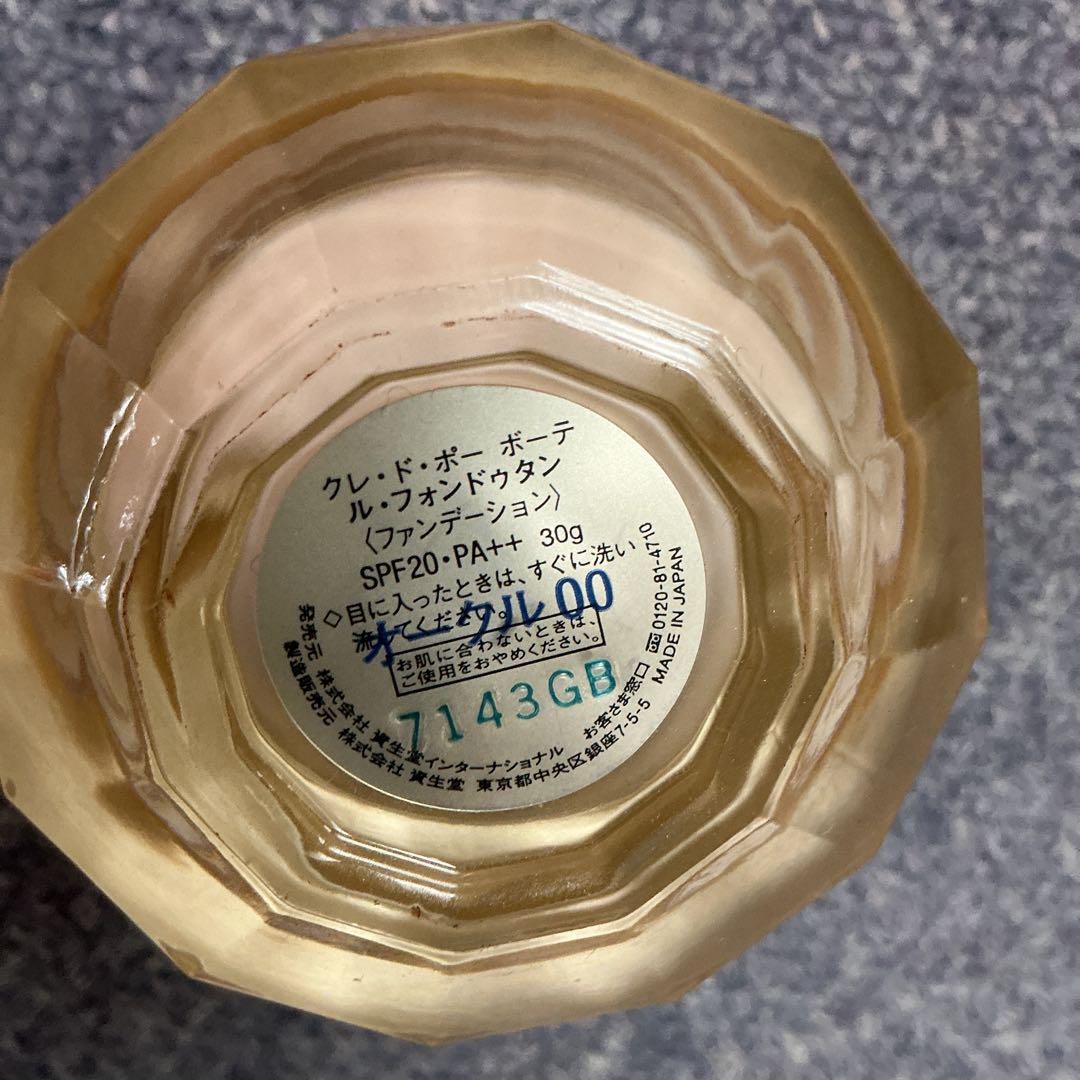 クレ・ド・ポー ボーテ
ル・フォンドゥタン
〈ファンデーション〉
SPF20・PA++ 30g
◇目に入ったときは、すぐに洗い
流してください。
オークル00
お肌に合わないときは、
ご使用をおやめください。
7143GB
発売元 株式会社 資生堂インターナショナル お客さま窓口 0120-81-4710
製造販売元 株式会社 資生堂 東京都中央区銀座7-5-5 MADE IN JAPAN